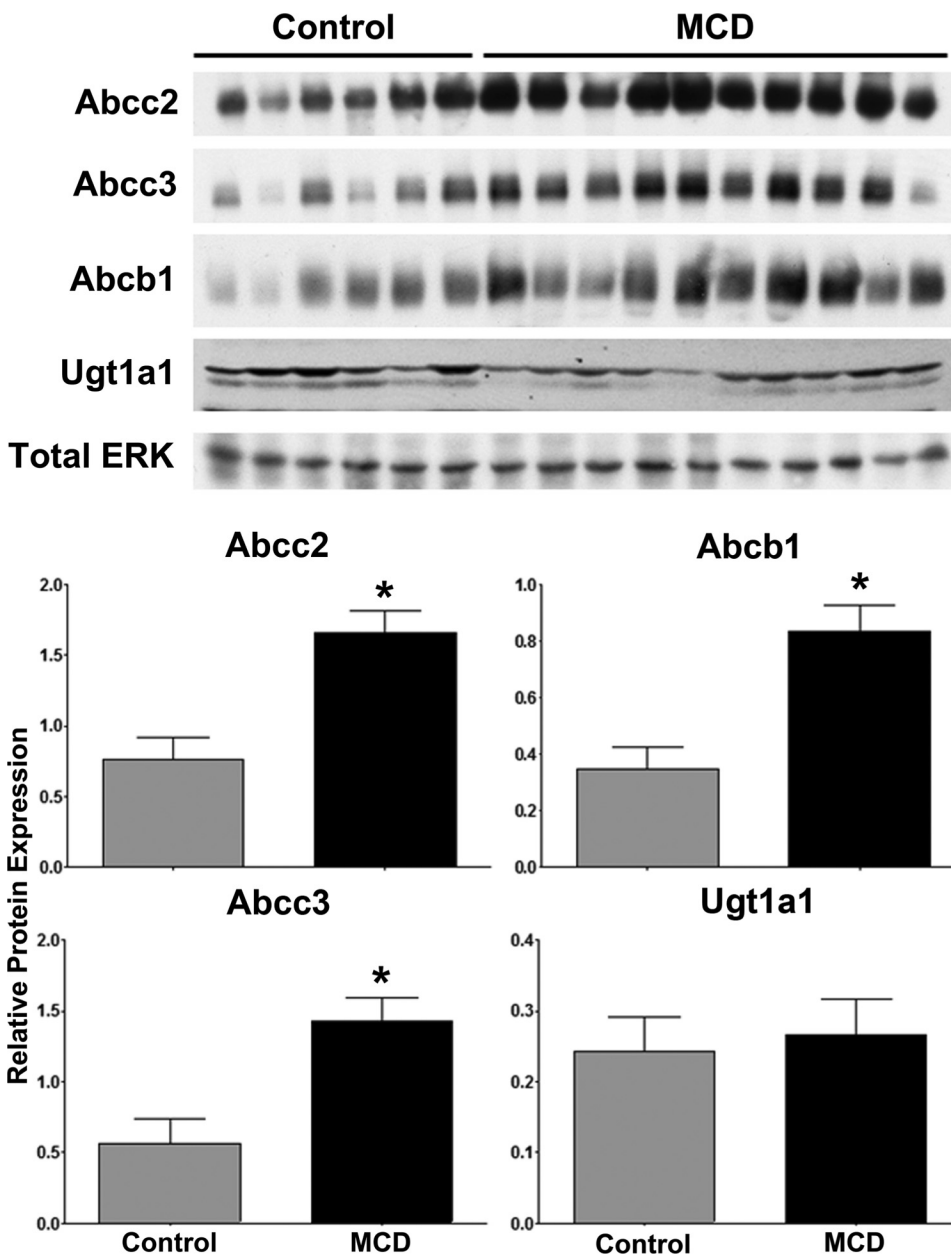 Control MCD
Abcc2
Abcc3
Abcb1
Ugt1a1
Total ERK
Relative Protein Expression
Abcc2
2.0
*
1.5
1.0
0.5
0.0
Abcb1
1.0
*
0.8
0.6
0.4
0.2
0.0
Abcc3
2.0
*
1.5
1.0
0.5
0.0
Control MCD
Ugt1a1
0.4
0.3
0.2
0.1
0.0
Control MCD